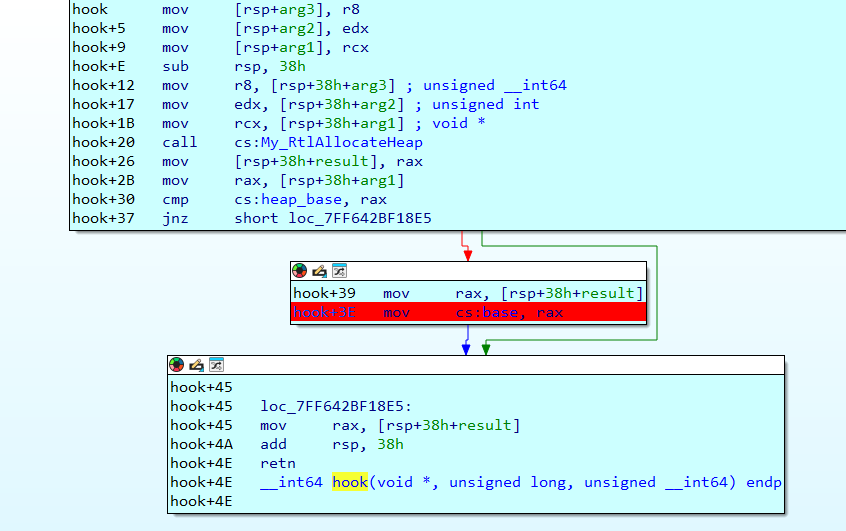 hook mov [rsp+arg3], r8
hook+5 mov [rsp+arg2], edx
hook+9 mov [rsp+arg1], rcx
hook+E sub rsp, 38h
hook+12 mov r8, [rsp+38h+arg3] ; unsigned __int64
hook+17 mov edx, [rsp+38h+arg2] ; unsigned int
hook+1B mov rcx, [rsp+38h+arg1] ; void *
hook+20 call cs:My_RtlAllocateHeap
hook+26 mov [rsp+38h+result], rax
hook+2B mov rax, [rsp+38h+arg1]
hook+30 cmp cs:heap_base, rax
hook+37 jnz short loc_7FF642BF18E5
hook+39 mov rax, [rsp+38h+result]
hook+3E mov cs:base, rax
hook+45
hook+45 loc_7FF642BF18E5:
hook+45 mov rax, [rsp+38h+result]
hook+4A add rsp, 38h
hook+4E retn
hook+4E __int64 hook(void *, unsigned long, unsigned __int64) endp
hook+4E